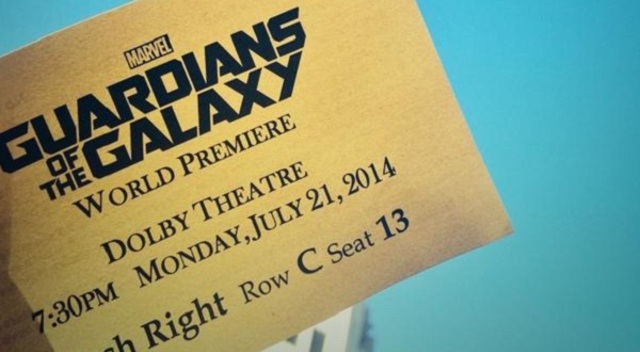 MARVEL
GUARDIANS
OF THE GALAXY
WORLD PREMIERE
DOLBY THEATRE
7:30PM MONDAY, JULY 21, 2014
Right Row C Seat 13